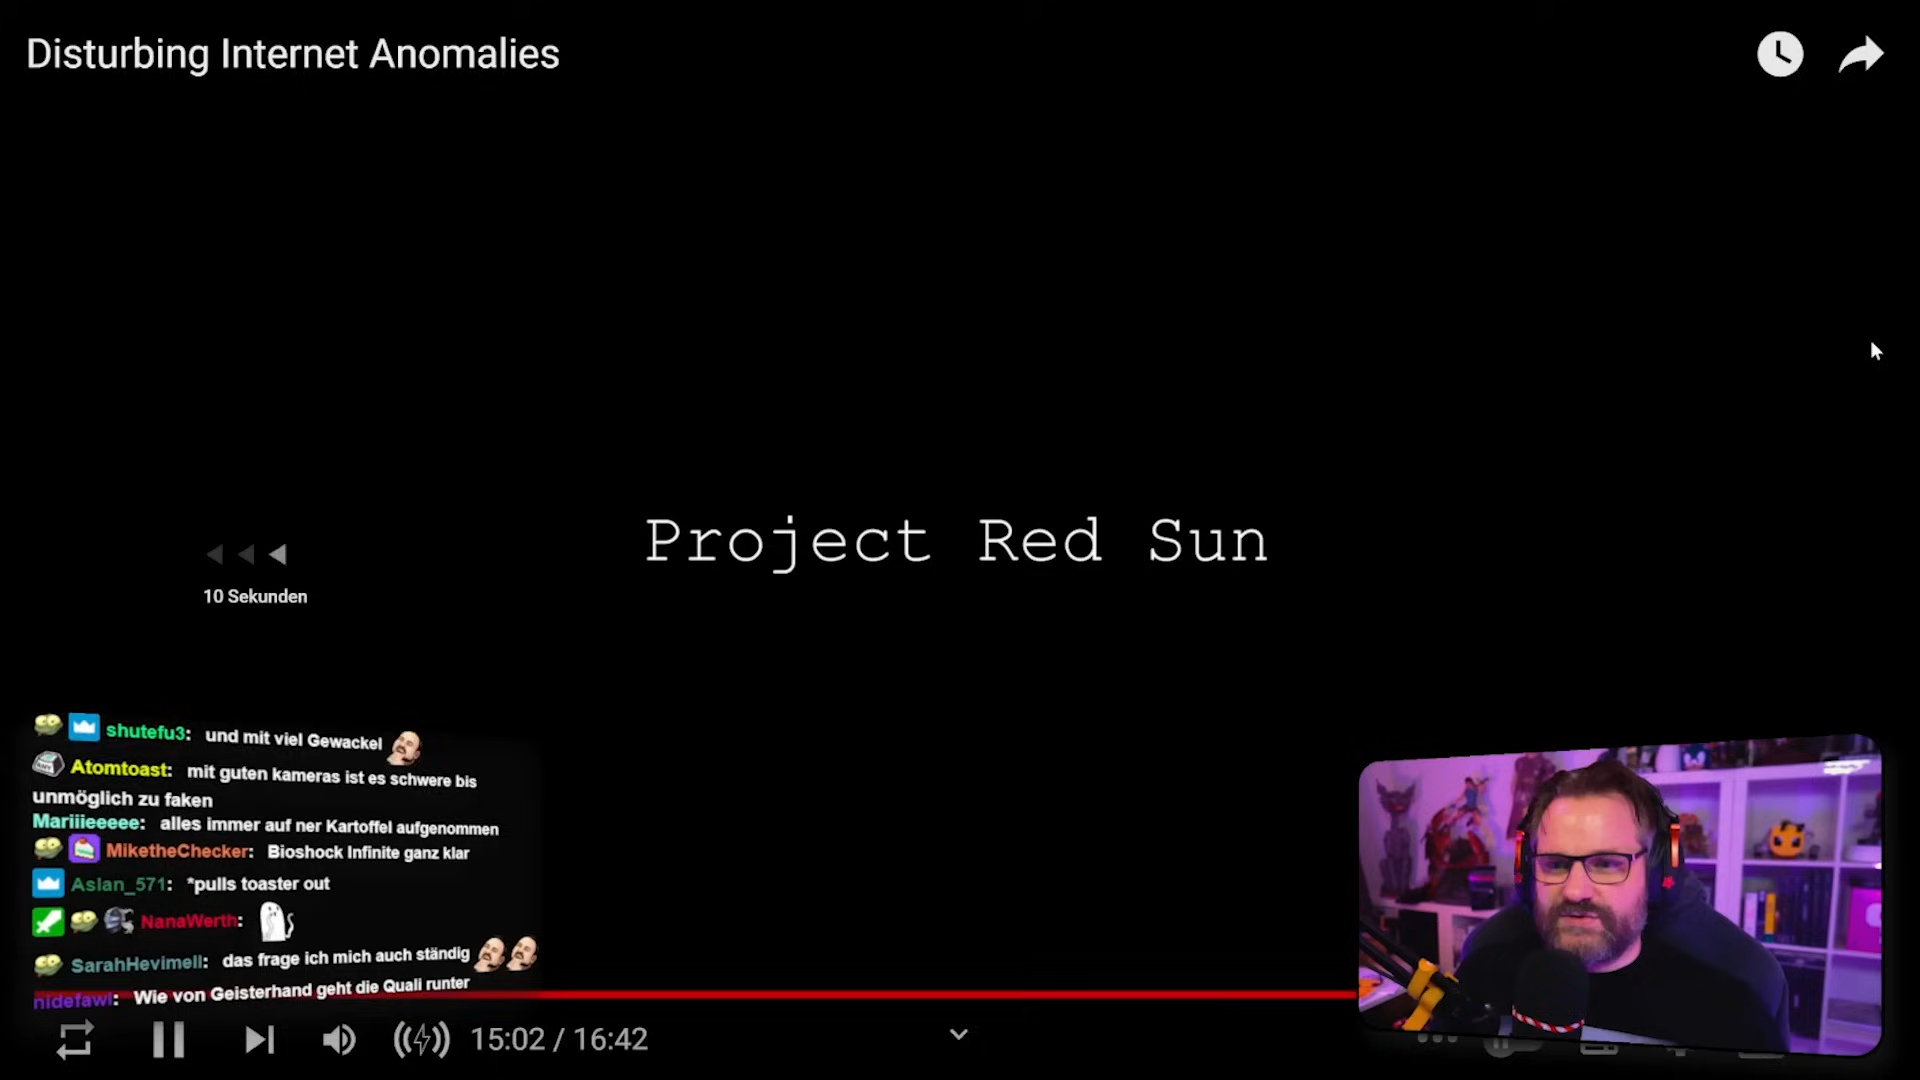 Disturbing Internet Anomalies
Project Red Sun
10 Sekunden
shutefu3: und mit viel Gewackel
Atomtoast: mit guten kameras ist es schwere bis
unmöglich zu faken
Mariiieeeee: alles immer auf ner Kartoffel aufgenommen
MiketheChecker: Bioshock Infinite ganz klar
Aslan_571: *pulls toaster out
NanaWerth:
SarahHevimell: das frage ich mich auch ständig
nidefawl: Wie von Geisterhand geht die Quali runter
15:02 / 16:42